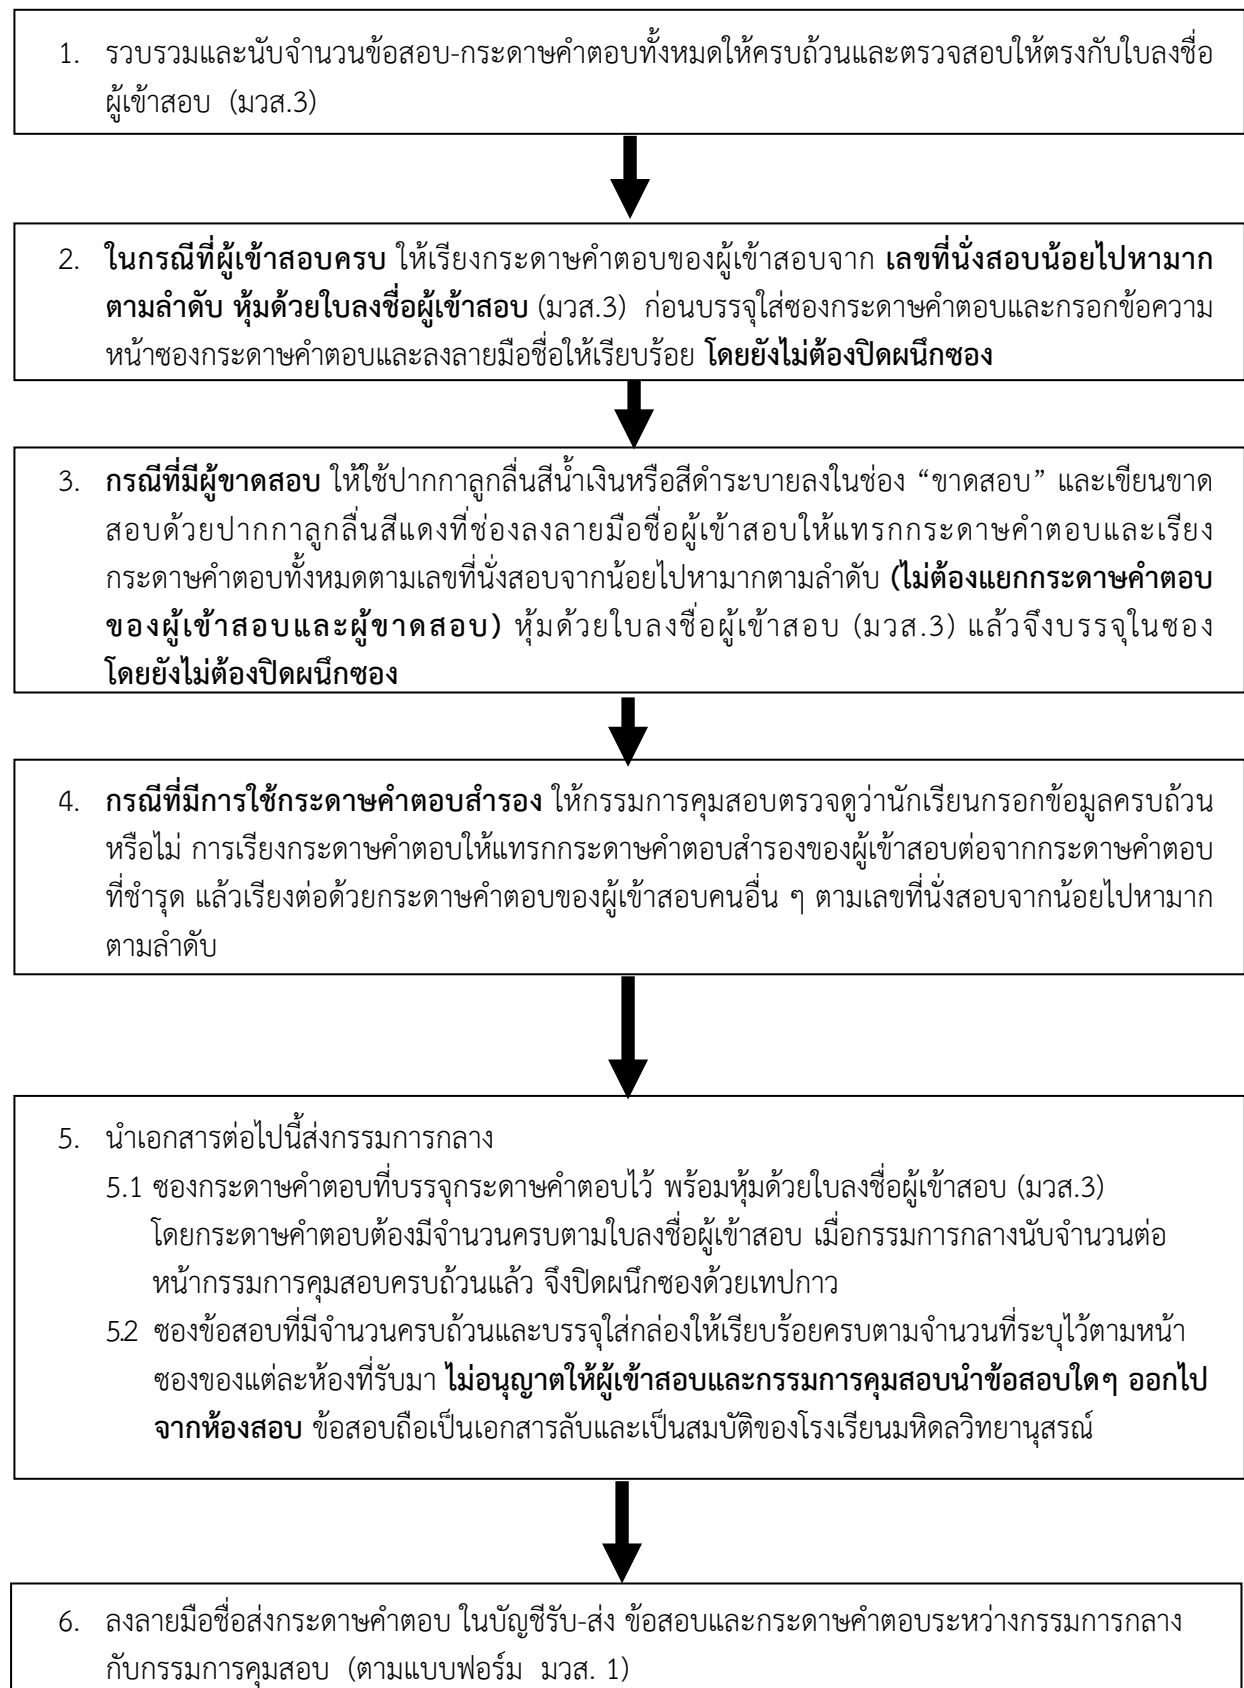 1. รวบรวมและนับจำนวนข้อสอบ-กระดาษคำตอบทั้งหมดให้ครบถ้วนและตรวจสอบให้ตรงกับใบลงชื่อ
ผู้เข้าสอบ (มวส.3)
2. ในกรณีที่ผู้เข้าสอบครบ ให้เรียงกระดาษคำตอบของผู้เข้าสอบจาก เลขที่นั่งสอบน้อยไปหามาก
ตามลำดับ หุ้มด้วยใบลงชื่อผู้เข้าสอบ (มวส.3) ก่อนบรรจุใส่ซองกระดาษคำตอบและกรอกข้อความ
หน้าซองกระดาษคำตอบและลงลายมือชื่อให้เรียบร้อย โดยยังไม่ต้องปิดผนึกซอง
3. กรณีที่มีผู้ขาดสอบ ให้ใช้ปากกาลูกลื่นสีน้ำเงินหรือสีดำระบายลงในช่อง “ขาดสอบ” และเขียนขาด
สอบด้วยปากกาลูกลื่นสีแดงที่ช่องลงลายมือชื่อผู้เข้าสอบให้แทรกกระดาษคำตอบและเรียง
กระดาษคำตอบทั้งหมดตามเลขที่นั่งสอบจากน้อยไปหามากตามลำดับ (ไม่ต้องแยกกระดาษคำตอบ
ของผู้เข้าสอบและผู้ขาดสอบ) หุ้มด้วยใบลงชื่อผู้เข้าสอบ (มวส.3) แล้วจึงบรรจุในซอง
โดยยังไม่ต้องปิดผนึกซอง
4. กรณีที่มีการใช้กระดาษคำตอบสำรอง ให้กรรมการคุมสอบตรวจดูว่านักเรียนกรอกข้อมูลครบถ้วน
หรือไม่ การเรียงกระดาษคำตอบให้แทรกกระดาษคำตอบสำรองของผู้เข้าสอบต่อจากกระดาษคำตอบ
ที่ชำรุด แล้วเรียงต่อด้วยกระดาษคำตอบของผู้เข้าสอบคนอื่น ๆ ตามเลขที่นั่งสอบจากน้อยไปหามาก
ตามลำดับ
5. นำเอกสารต่อไปนี้ส่งกรรมการกลาง
5.1 ซองกระดาษคำตอบที่บรรจุกระดาษคำตอบไว้ พร้อมหุ้มด้วยใบลงชื่อผู้เข้าสอบ (มวส.3)
โดยกระดาษคำตอบต้องมีจำนวนครบตามใบลงชื่อผู้เข้าสอบ เมื่อกรรมการกลางนับจำนวนต่อ
หน้ากรรมการคุมสอบครบถ้วนแล้ว จึงปิดผนึกซองด้วยเทปกาว
5.2 ซองข้อสอบที่มีจำนวนครบถ้วนและบรรจุใส่กล่องให้เรียบร้อยครบตามจำนวนที่ระบุไว้ตามหน้า
ซองของแต่ละห้องที่รับมา ไม่อนุญาตให้ผู้เข้าสอบและกรรมการคุมสอบนำข้อสอบใดๆ ออกไป
จากห้องสอบ ข้อสอบถือเป็นเอกสารลับและเป็นสมบัติของโรงเรียนมหิดลวิทยานุสรณ์
6. ลงลายมือชื่อส่งกระดาษคำตอบ ในบัญชีรับ-ส่ง ข้อสอบและกระดาษคำตอบระหว่างกรรมการกลาง
กับกรรมการคุมสอบ (ตามแบบฟอร์ม มวส. 1)